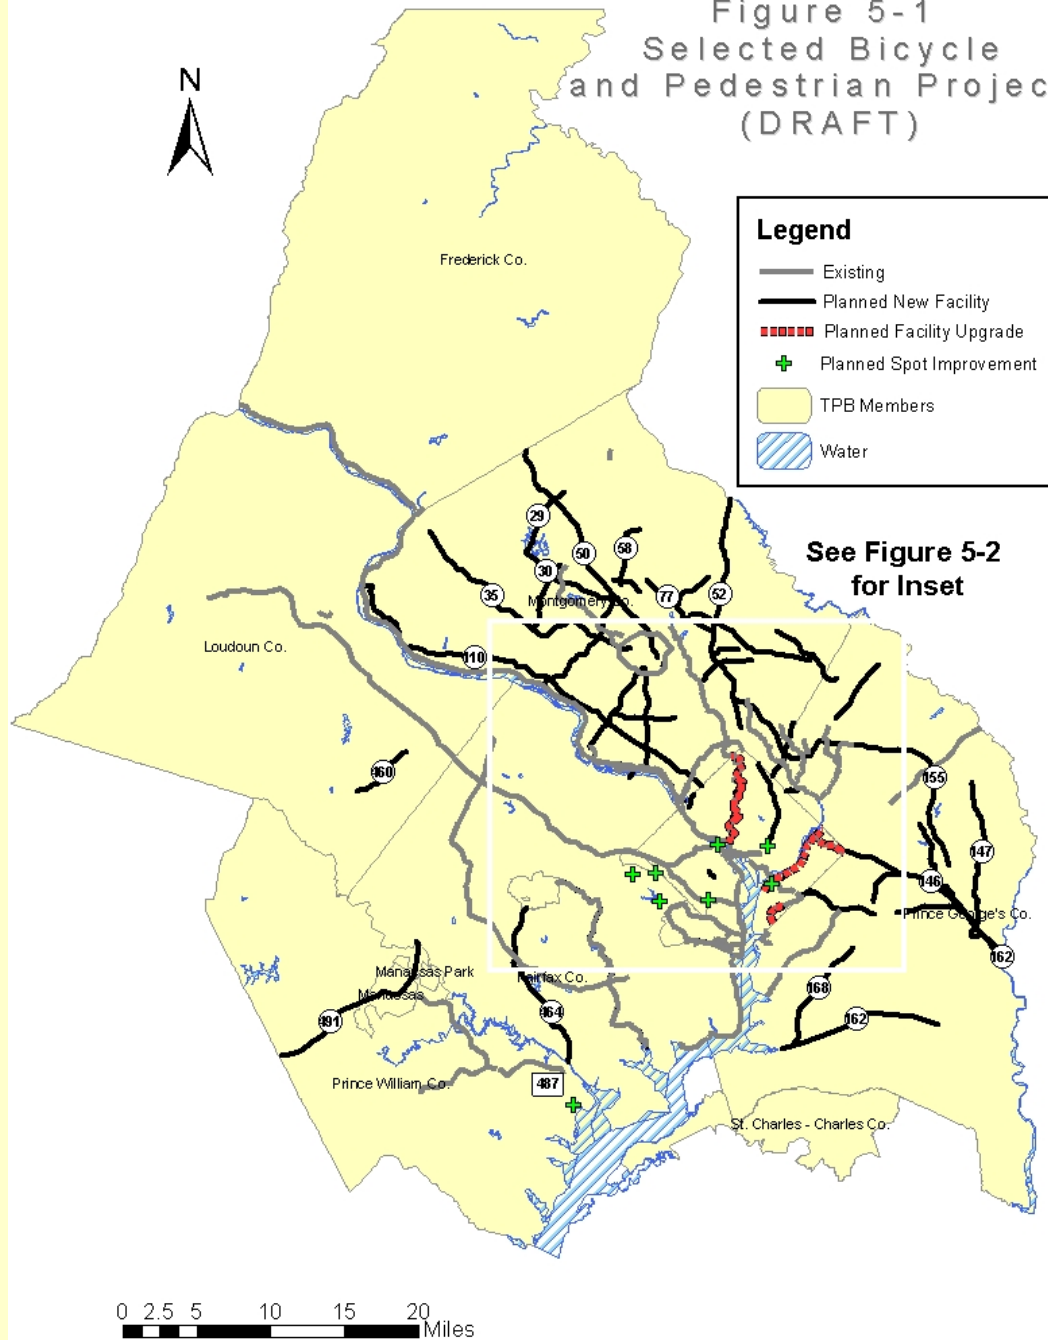 Figure 5-1
Selected Bicycle
and Pedestrian Projec
(DRAFT)
N
Legend
Existing
Planned New Facility
Planned Facility Upgrade
Planned Spot Improvement
TPB Members
Water
Frederick Co.
See Figure 5-2
for Inset
29
50
58
30
35
Montgomery Co.
77
52
Loudoun Co.
110
460
155
147
146
Prince George's Co.
162
Manassas Park
Fairfax Co.
168
Manassas
491
464
162
Prince William Co.
487
St. Charles - Charles Co.
0 2.5 5 10 15 20
Miles